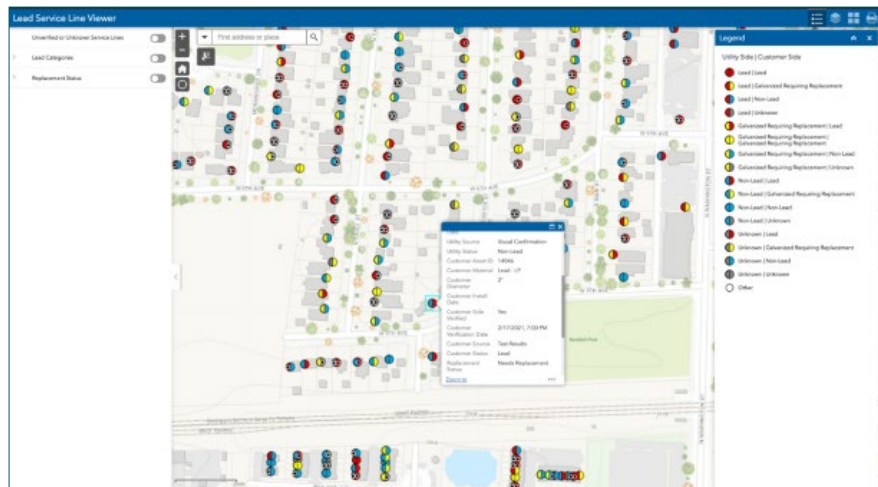 Lead Service Line Viewer
Unverified or Unknown Service Lines
Lead Categories
Replacement Status
+
Find address or place
−
Legend
Utility Side | Customer Side
Lead | Lead
Lead | Galvanized Requiring Replacement
Lead | Non-Lead
Lead | Unknown
Galvanized Requiring Replacement | Lead
Galvanized Requiring Replacement |
Galvanized Requiring Replacement
Galvanized Requiring Replacement | Non-Lead
Galvanized Requiring Replacement | Unknown
Non-Lead | Lead
Non-Lead | Galvanized Requiring Replacement
Non-Lead | Non-Lead
Non-Lead | Unknown
Unknown | Lead
Unknown | Galvanized Requiring Replacement
Unknown | Non-Lead
Unknown | Unknown
Other
W 5TH AVE
Utility Source Visual Confirmation
Utility Status Non-Lead
Customer Asset ID 14046
Customer Material Lead - LP
Customer
Diameter 2"
Customer Install
Date
Customer Side
Verified Yes
Customer
Verification Date 2/17/2021, 7:00 PM
Customer Source Test Results
Customer Status Lead
Replacement
Status Needs Replacement
Zoom to
N WASHINGTON ST